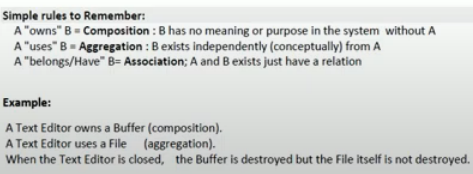 Simple rules to Remember:
A "owns" B = Composition : B has no meaning or purpose in the system without A
A "uses" B = Aggregation : B exists independently (conceptually) from A
A "belongs/Have" B= Association; A and B exists just have a relation
Example:
A Text Editor owns a Buffer (composition).
A Text Editor uses a File (aggregation).
When the Text Editor is closed, the Buffer is destroyed but the File itself is not destroyed.